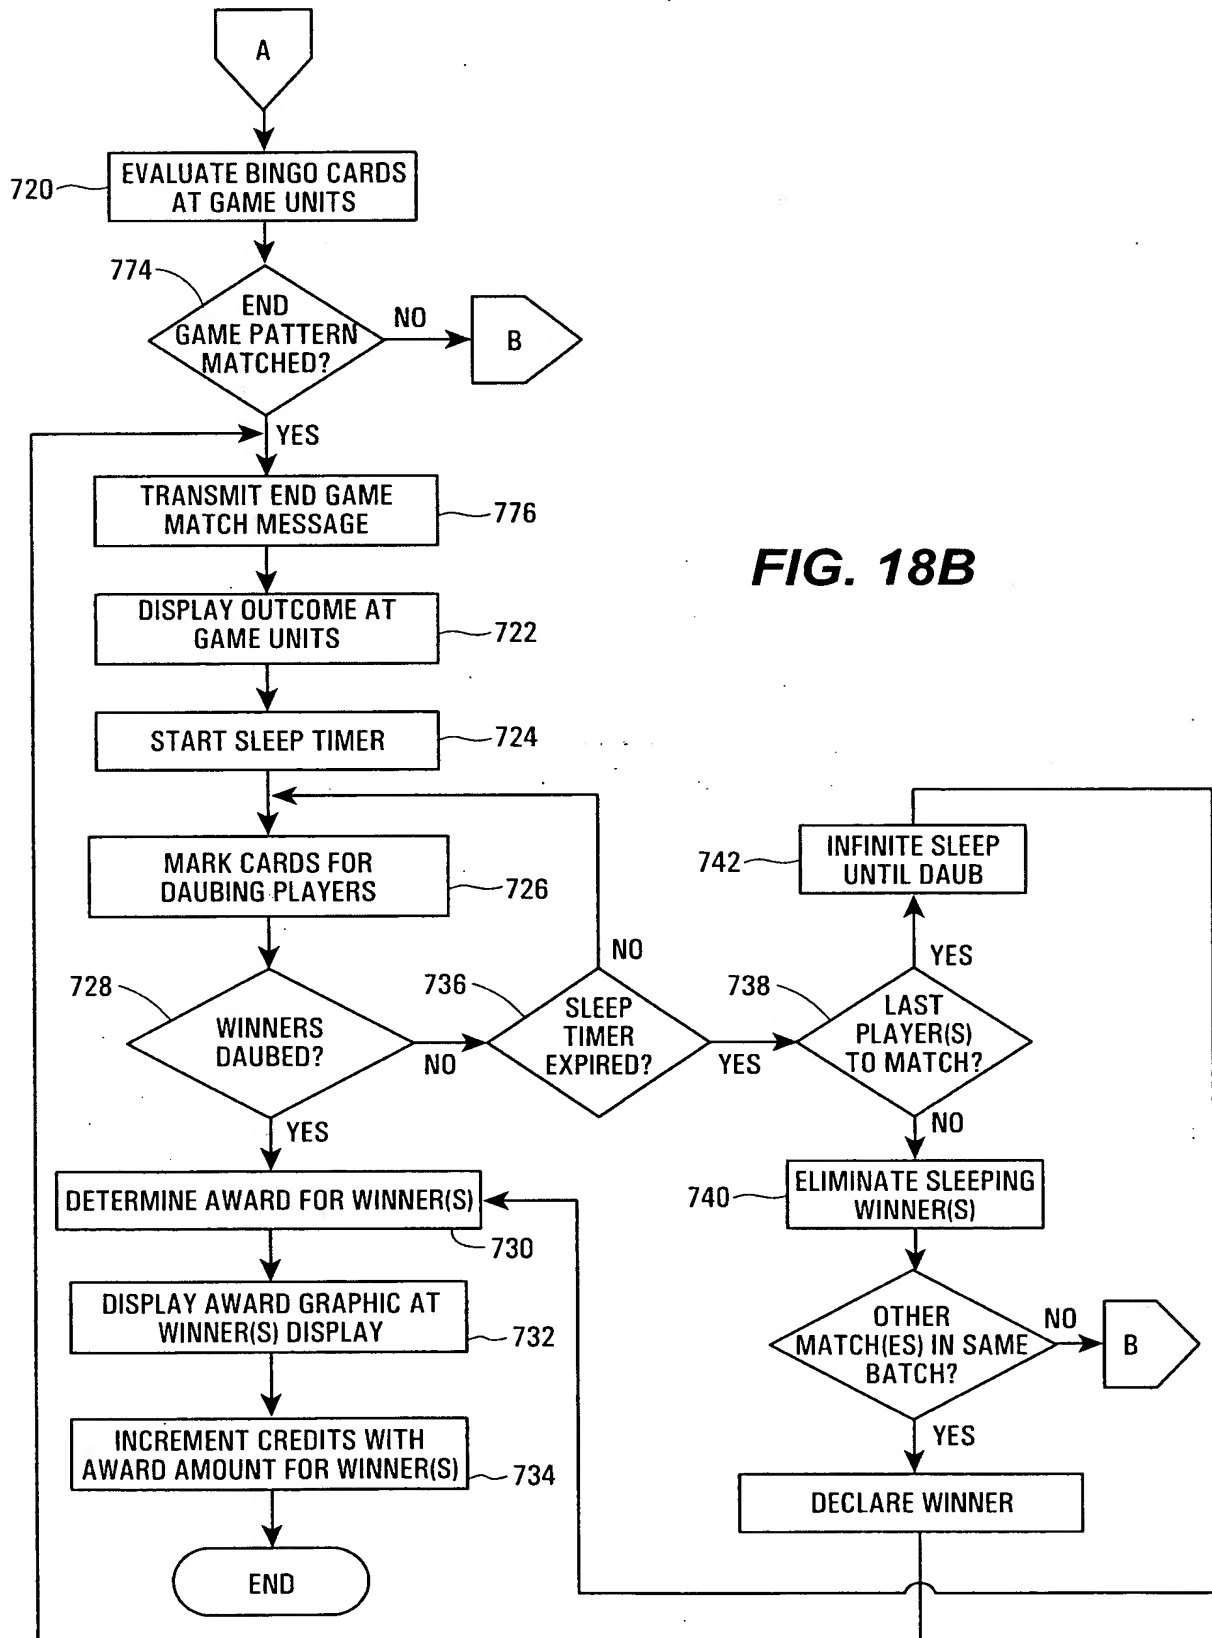 A
EVALUATE BINGO CARDS
AT GAME UNITS
720
774
END
GAME PATTERN
MATCHED?
NO
B
YES
TRANSMIT END GAME
MATCH MESSAGE
776
FIG. 18B
DISPLAY OUTCOME AT
GAME UNITS
722
START SLEEP TIMER
724
MARK CARDS FOR
DAUBING PLAYERS
726
742
INFINITE SLEEP
UNTIL DAUB
NO
YES
728
WINNERS
DAUBED?
NO
736
SLEEP
TIMER
EXPIRED?
YES
738
LAST
PLAYER(S)
TO MATCH?
YES
NO
DETERMINE AWARD FOR WINNER(S)
730
740
ELIMINATE SLEEPING
WINNER(S)
DISPLAY AWARD GRAPHIC AT
WINNER(S) DISPLAY
732
OTHER
MATCH(ES) IN SAME
BATCH?
NO
B
YES
INCREMENT CREDITS WITH
AWARD AMOUNT FOR WINNER(S)
734
DECLARE WINNER
END